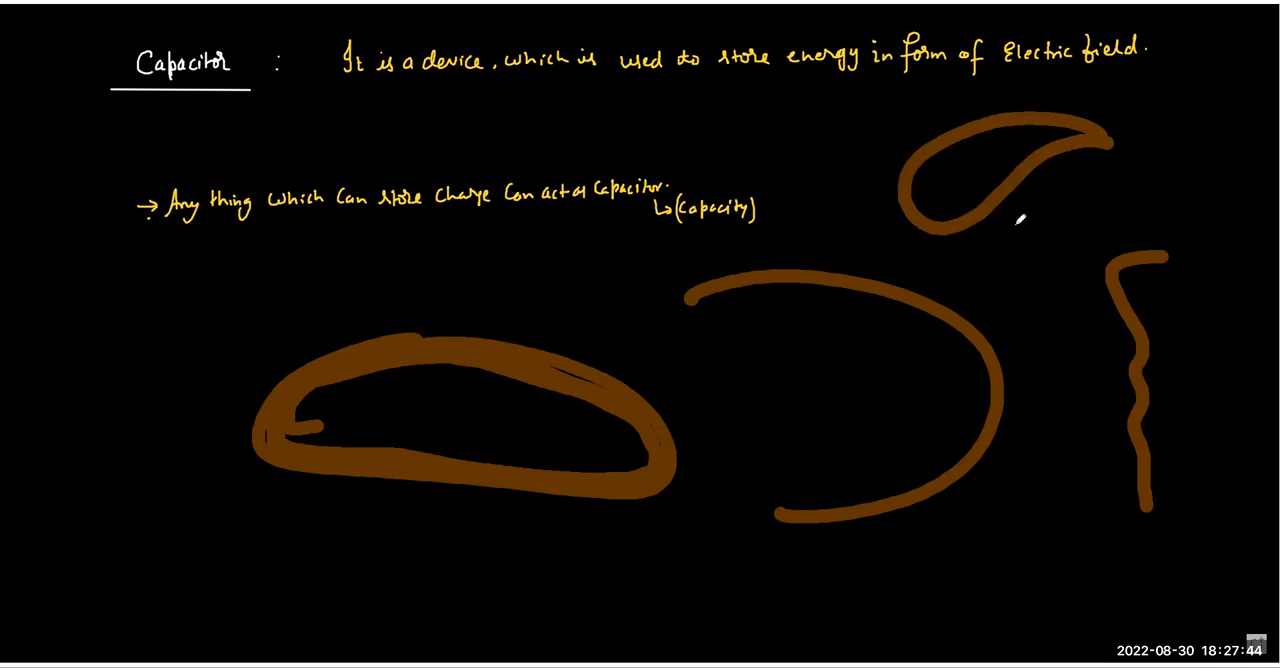 Capacitor : It is a device, which is used to store energy in form of Electric field.
→ Any thing which can store charge can act as capacitor.
↳ (capacity)
2022-08-30 18:27:44